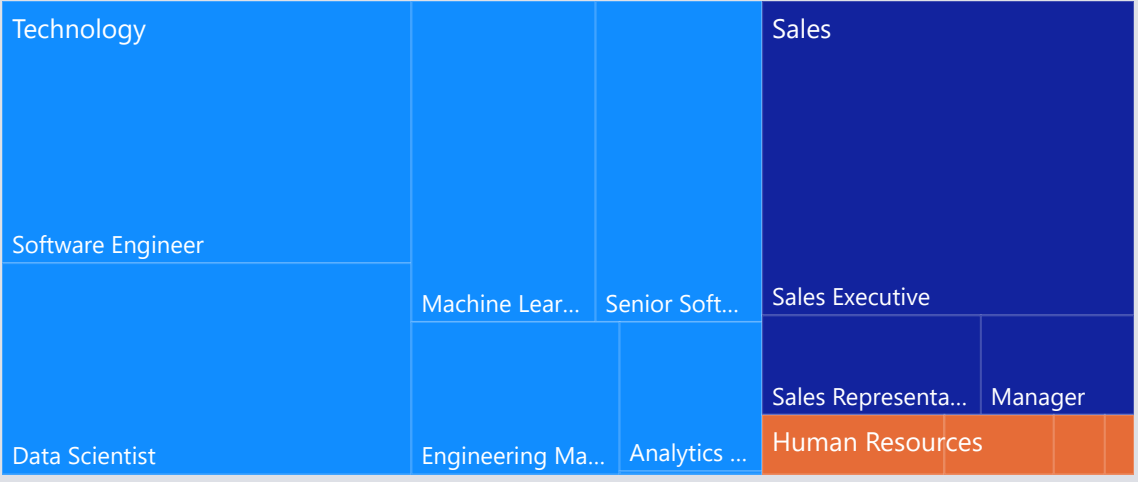 Technology
Software Engineer
Data Scientist
Machine Lear...
Senior Soft...
Engineering Ma...
Analytics ...
Sales
Sales Executive
Sales Representa...
Manager
Human Resources